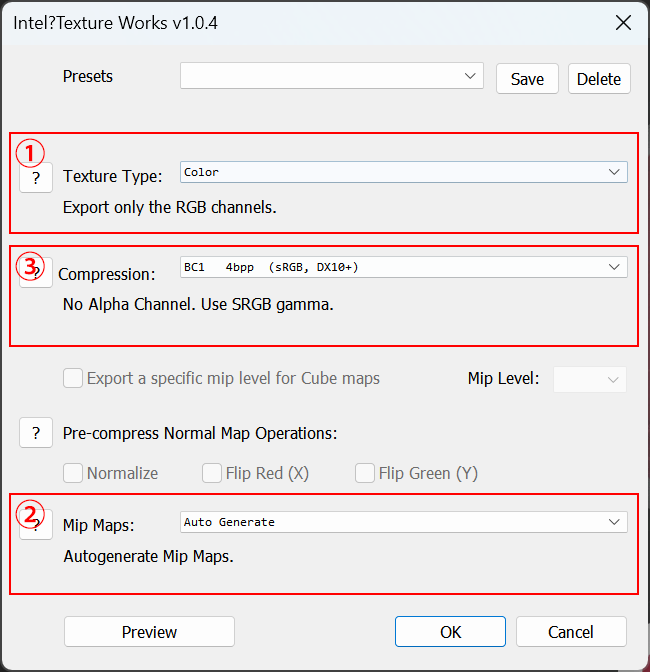 Intel?Texture Works v1.0.4
Presets
Save
Delete
①
?
Texture Type:
Color
Export only the RGB channels.
③
?
Compression:
BC1 4bpp (sRGB, DX10+)
No Alpha Channel. Use SRGB gamma.
Export a specific mip level for Cube maps
Mip Level:
?
Pre-compress Normal Map Operations:
Normalize
Flip Red (X)
Flip Green (Y)
②
?
Mip Maps:
Auto Generate
Autogenerate Mip Maps.
Preview
OK
Cancel